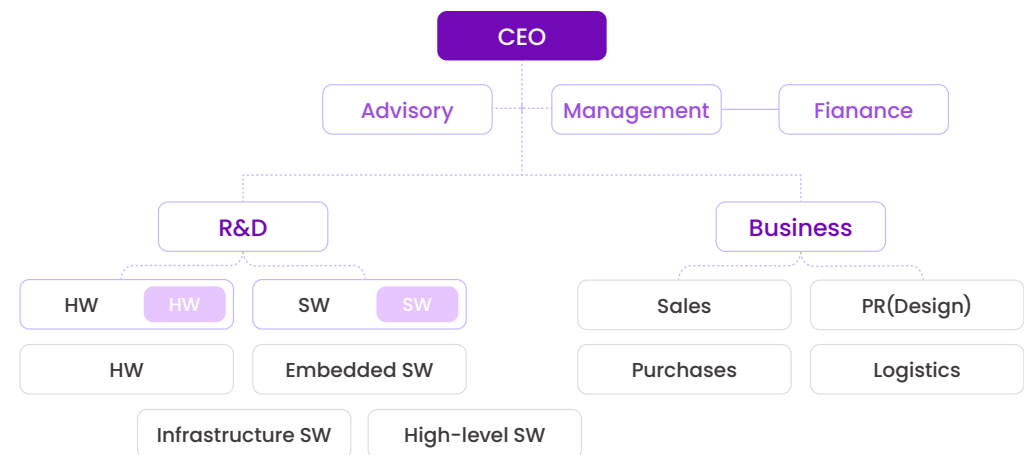 CEO
Advisory
Management
Fianance
R&D
Business
HW HW
SW SW
Sales
PR(Design)
HW
Embedded SW
Purchases
Logistics
Infrastructure SW
High-level SW